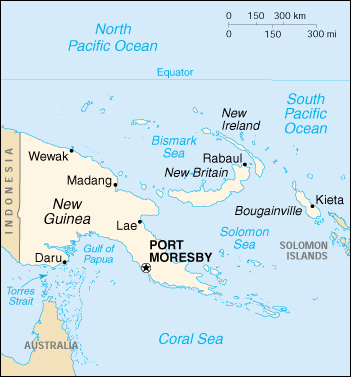 North
Pacific Ocean
0 150 300 km
0 150 300 mi
Equator
South
Pacific
Ocean
New
Ireland
Bismark
Sea
Wewak
Rabaul
Madang
New Britain
INDONESIA
New
Guinea
Kieta
Bougainville
Lae
Solomon
Sea
PORT
MORESBY
SOLOMON
ISLANDS
Gulf of
Papua
Daru
Torres
Strait
Coral Sea
AUSTRALIA